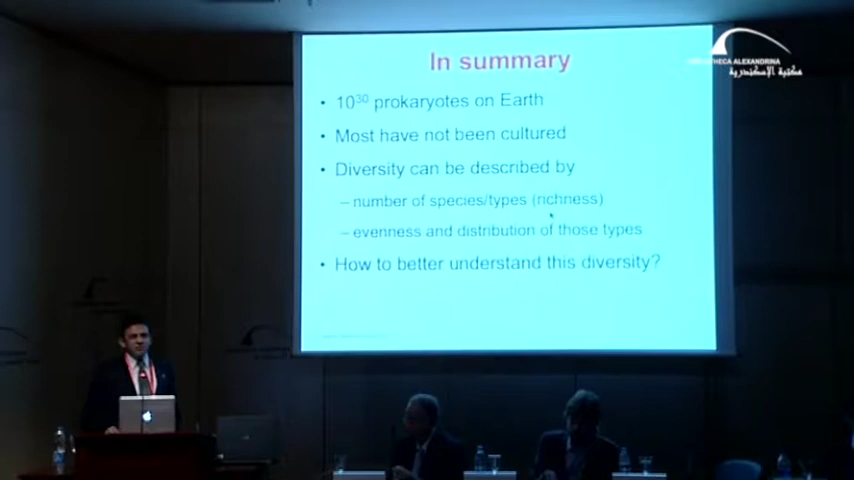 In summary
BIBLIOTHECA ALEXANDRINA
مكتبة الإسكندرية
• 10³⁰ prokaryotes on Earth
• Most have not been cultured
• Diversity can be described by
– number of species/types (richness)
– evenness and distribution of those types
• How to better understand this diversity?